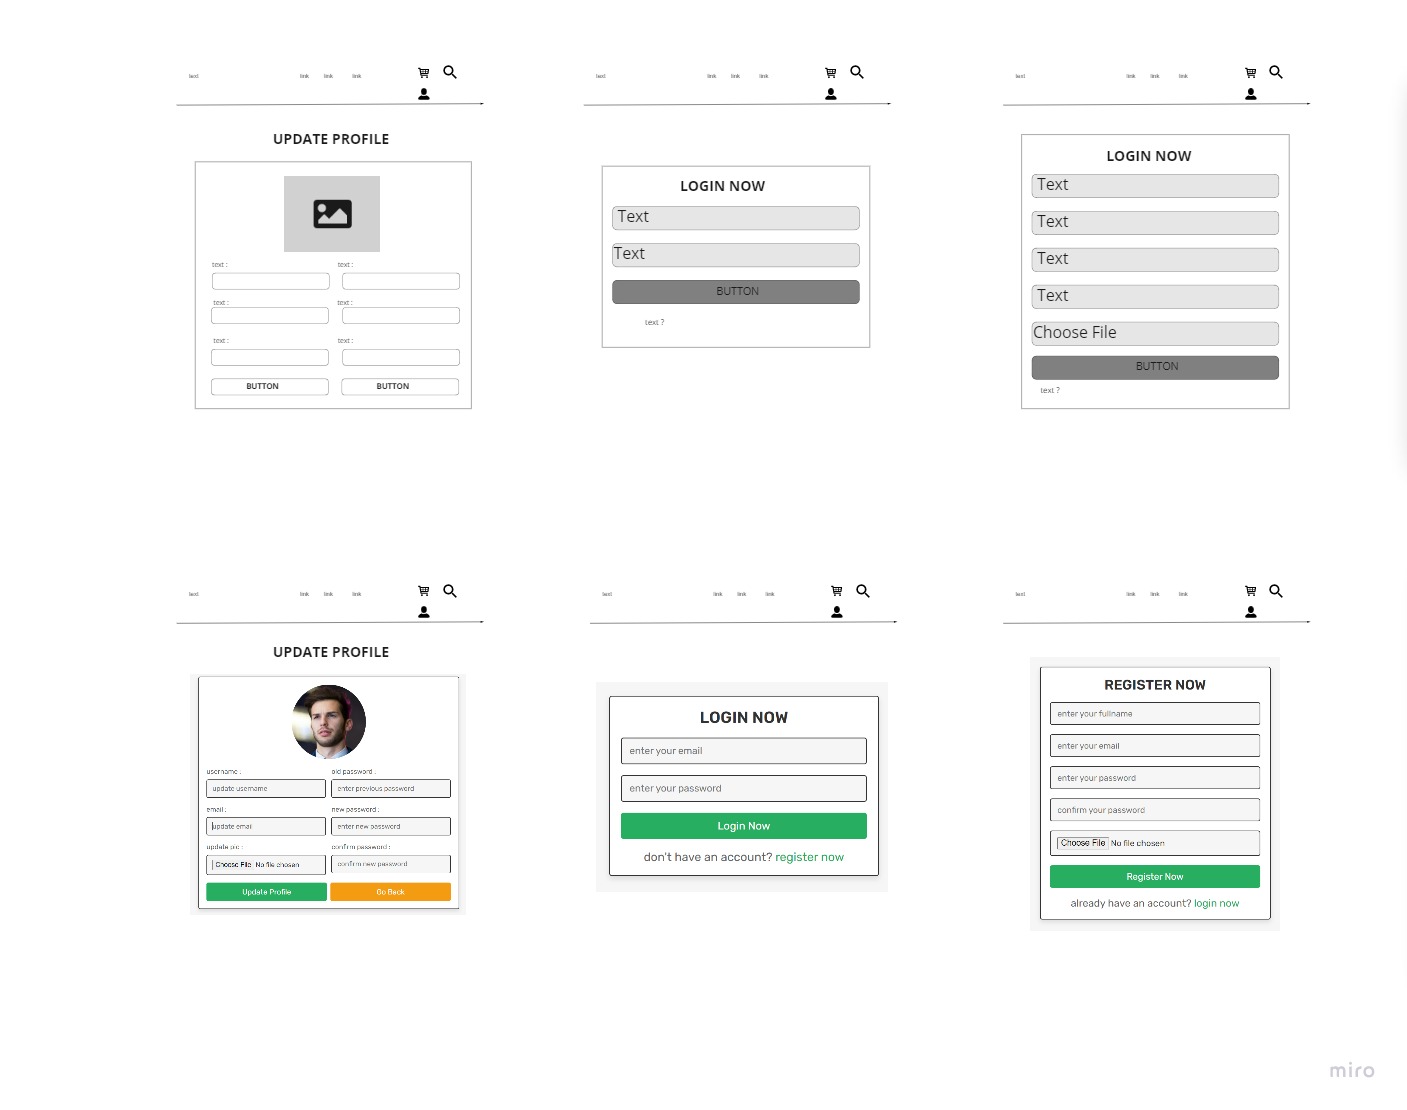 text link link link
UPDATE PROFILE
text : text :
text : text :
text : text :
BUTTON BUTTON
text link link link
LOGIN NOW
Text
Text
BUTTON
text ?
text link link link
LOGIN NOW
Text
Text
Text
Text
Choose File
BUTTON
text ?
text link link link
UPDATE PROFILE
username : old password :
update username enter previous password
email : new password :
update email enter new password
update pic : confirm password :
Choose File No file chosen confirm new password
Update Profile Go Back
text link link link
LOGIN NOW
enter your email
enter your password
Login Now
don't have an account? register now
text link link link
REGISTER NOW
enter your fullname
enter your email
enter your password
confirm your password
Choose File No file chosen
Register Now
already have an account? login now
miro